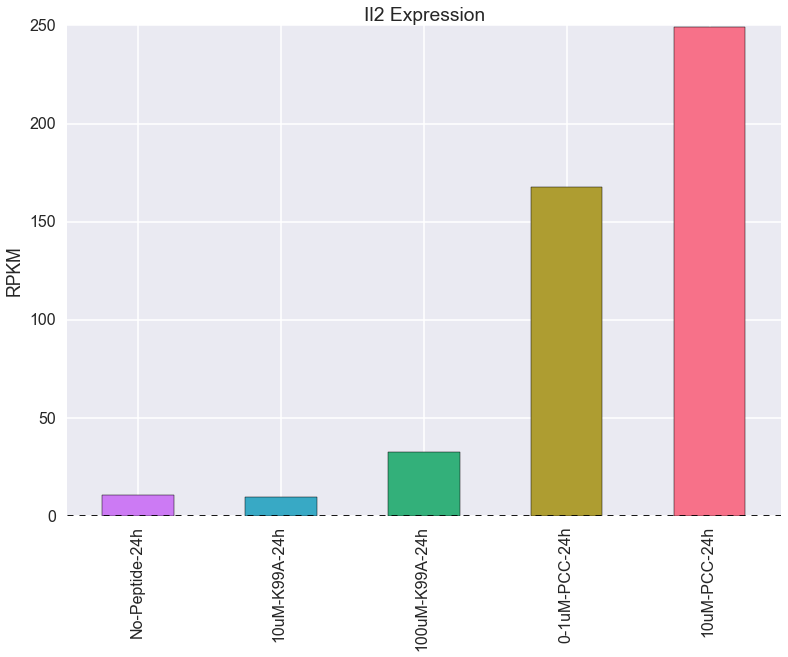 Il2 Expression
RPKM
250
200
150
100
50
0
No-Peptide-24h
10uM-K99A-24h
100uM-K99A-24h
0-1uM-PCC-24h
10uM-PCC-24h